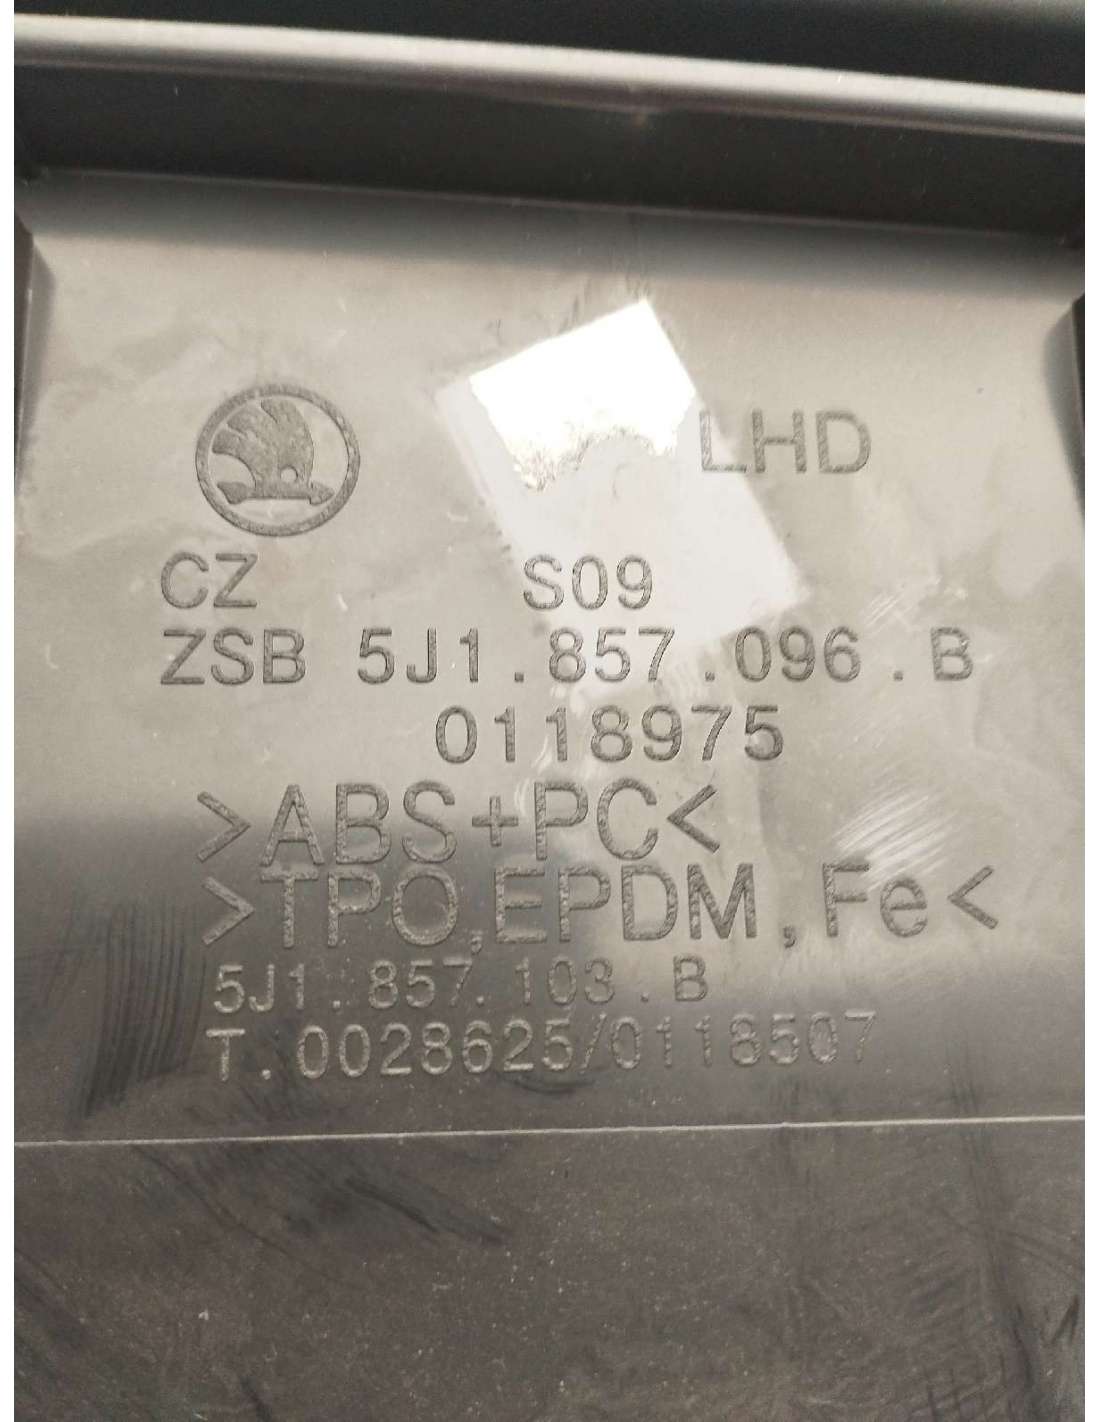 LHD
CZ S09
ZSB 5J1.857.096.B
0118975
>ABS+PC<
>TPO,EPDM,Fe<
5J1.857.103.B
T.0028625/0118507